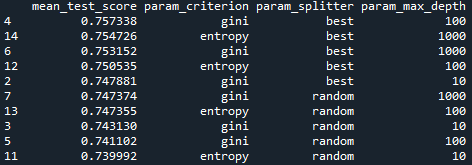 mean_test_score param_criterion param_splitter param_max_depth
4 0.757338 gini best 100
14 0.754726 entropy best 1000
6 0.753152 gini best 1000
12 0.750535 entropy best 100
2 0.747881 gini best 10
7 0.747374 gini random 1000
13 0.747355 entropy random 100
3 0.743130 gini random 10
5 0.741100 gini random 100
11 0.739992 entropy random 10